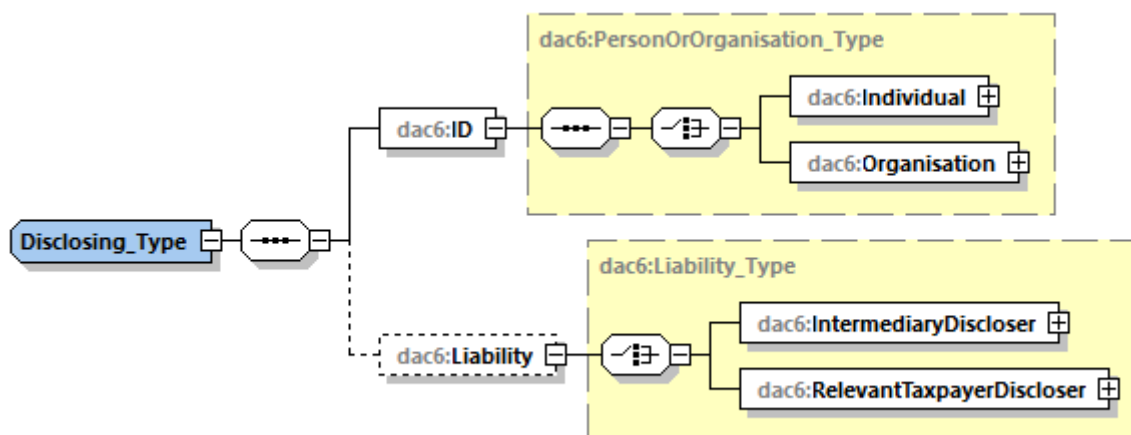 dac6:PersonOrOrganisation_Type
dac6:Individual
dac6:ID
dac6:Organisation
Disclosing_Type
dac6:Liability_Type
dac6:IntermediaryDiscloser
dac6:Liability
dac6:RelevantTaxpayerDiscloser